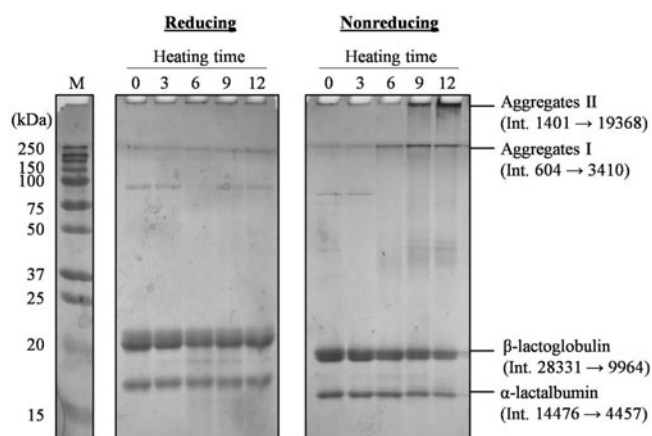 Reducing
Nonreducing
Heating time
Heating time
M
0 3 6 9 12
0 3 6 9 12
(kDa)
250
150
100
75
50
37
25
20
15
Aggregates II
(Int. 1401 → 19368)
Aggregates I
(Int. 604 → 3410)
β-lactoglobulin
(Int. 28331 → 9964)
α-lactalbumin
(Int. 14476 → 4457)